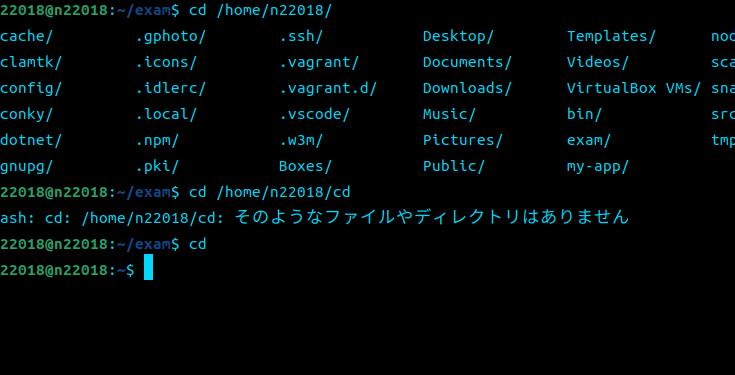 22018@n22018:~/exam$ cd /home/n22018/
cache/ .gphoto/ .ssh/ Desktop/ Templates/ nod
clamtk/ .icons/ .vagrant/ Documents/ Videos/ sca
config/ .idlerc/ .vagrant.d/ Downloads/ VirtualBox VMs/ sna
conky/ .local/ .vscode/ Music/ bin/ src
dotnet/ .npm/ .w3m/ Pictures/ exam/ tmp
gnupg/ .pki/ Boxes/ Public/ my-app/
22018@n22018:~/exam$ cd /home/n22018/cd
ash: cd: /home/n22018/cd: そのようなファイルやディレクトリはありません
22018@n22018:~/exam$ cd
22018@n22018:~$